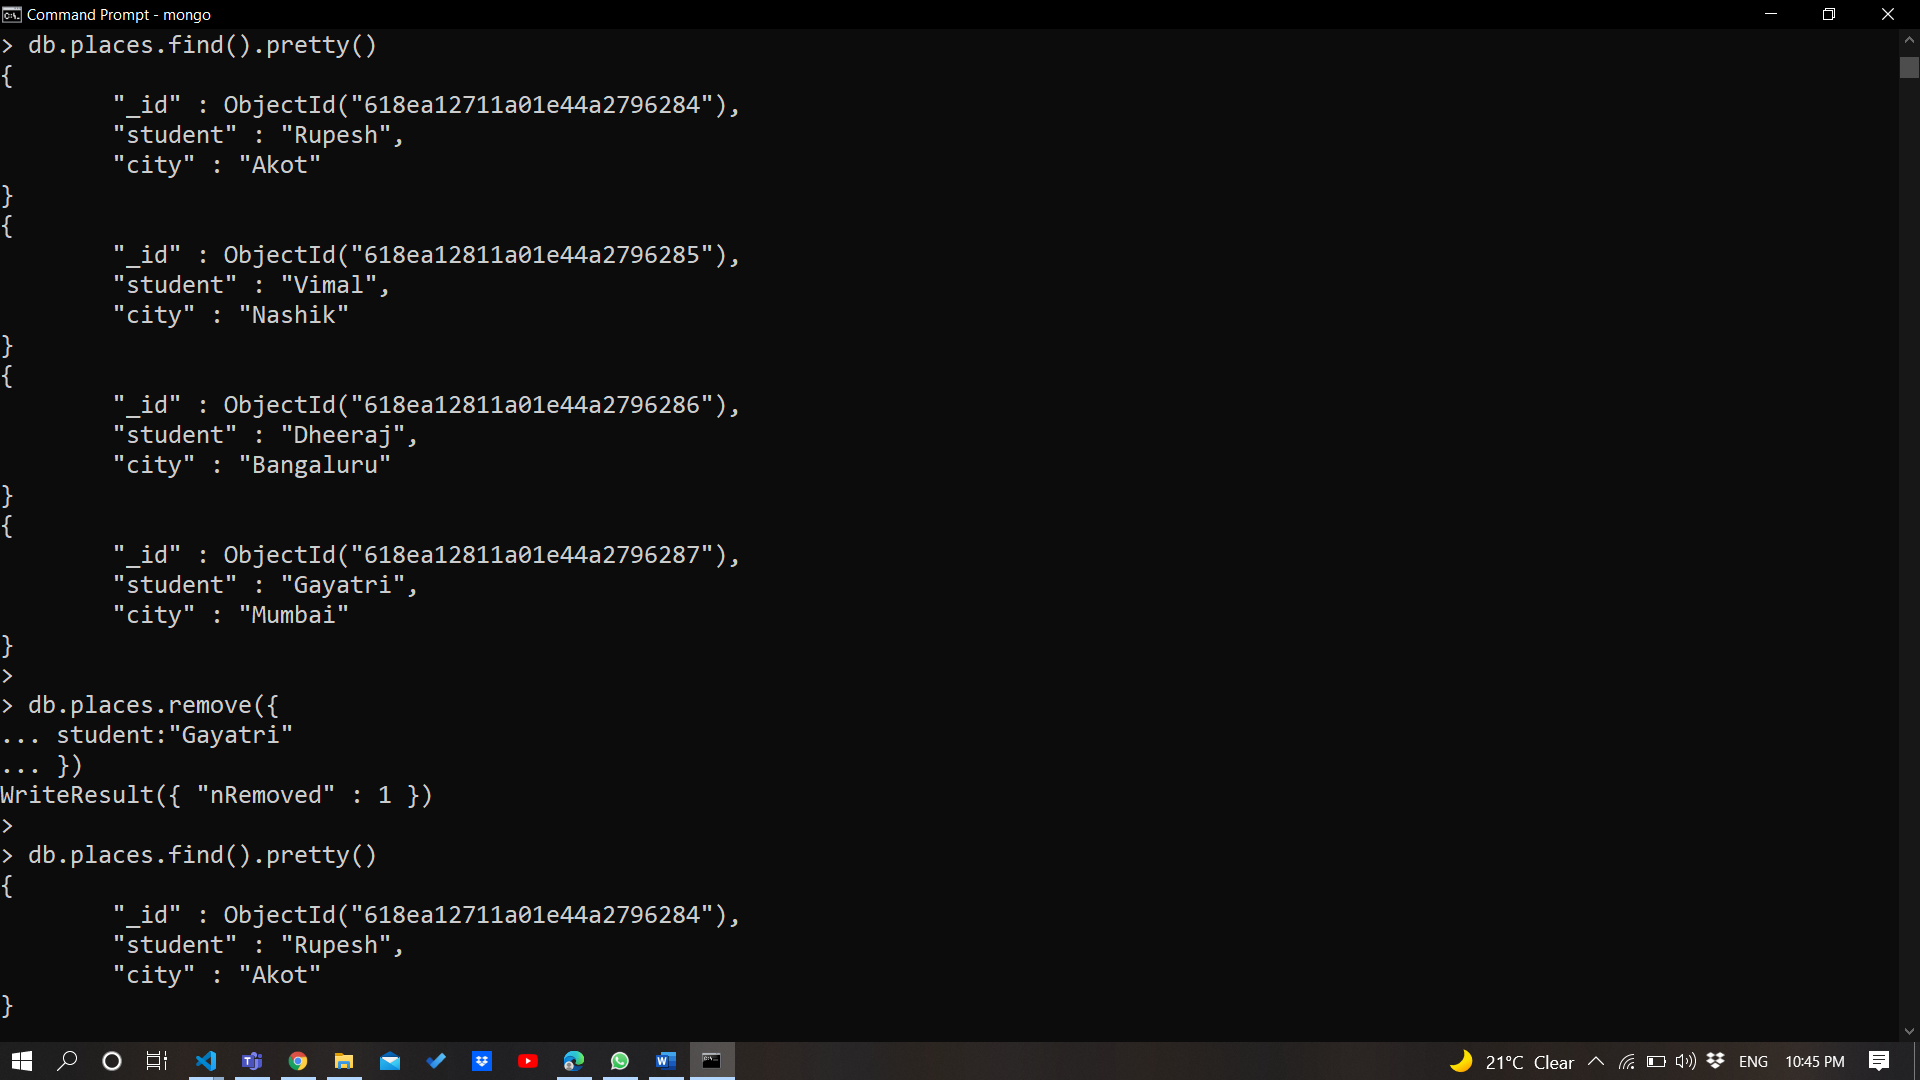 Command Prompt - mongo
> db.places.find().pretty()
{
        "_id" : ObjectId("618ea12711a01e44a2796284"),
        "student" : "Rupesh",
        "city" : "Akot"
}
{
        "_id" : ObjectId("618ea12811a01e44a2796285"),
        "student" : "Vimal",
        "city" : "Nashik"
}
{
        "_id" : ObjectId("618ea12811a01e44a2796286"),
        "student" : "Dheeraj",
        "city" : "Bangaluru"
}
{
        "_id" : ObjectId("618ea12811a01e44a2796287"),
        "student" : "Gayatri",
        "city" : "Mumbai"
}
>
> db.places.remove({
... student:"Gayatri"
... })
WriteResult({ "nRemoved" : 1 })
>
> db.places.find().pretty()
{
        "_id" : ObjectId("618ea12711a01e44a2796284"),
        "student" : "Rupesh",
        "city" : "Akot"
}
21°C Clear ENG 10:45 PM